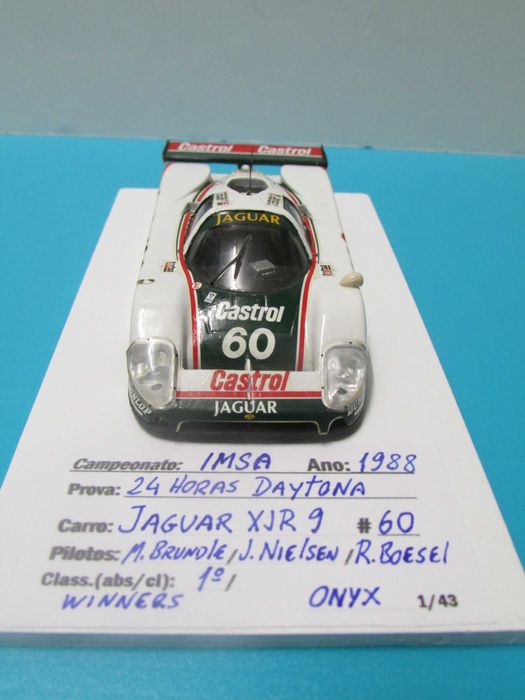 Castrol Castrol
JAGUAR
Castrol
60
Castrol
DUNLOP JAGUAR
Campeonato: IMSA Ano: 1988
Prova: 24 HORAS DAYTONA
Carro: JAGUAR XJR 9 #60
Pilotos: M. BRUNDLE / J. NIELSEN / R. BOESEL
Class.(abs/cl): 1º /
WINNERS ONYX 1/43